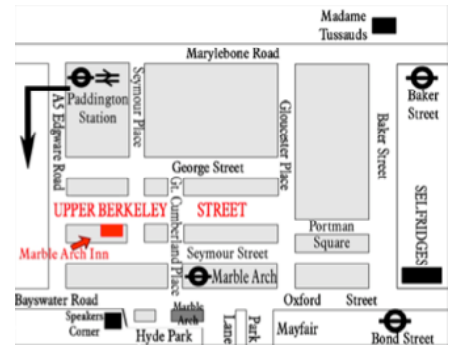 Madame
Tussauds
Marylebone Road
Paddington
Station
A5 Edgware Road
Seymour Place
Gloucester Place
Baker Street
Baker
Street
George Street
UPPER BERKELEY STREET
Gt. Cumberland Place
Marble Arch Inn
Seymour Street
Portman
Square
SELFRIDGES
Marble Arch
Bayswater Road
Oxford Street
Speakers
Corner
Marble
Arch
Hyde Park
Park
Lane
Mayfair
Bond Street